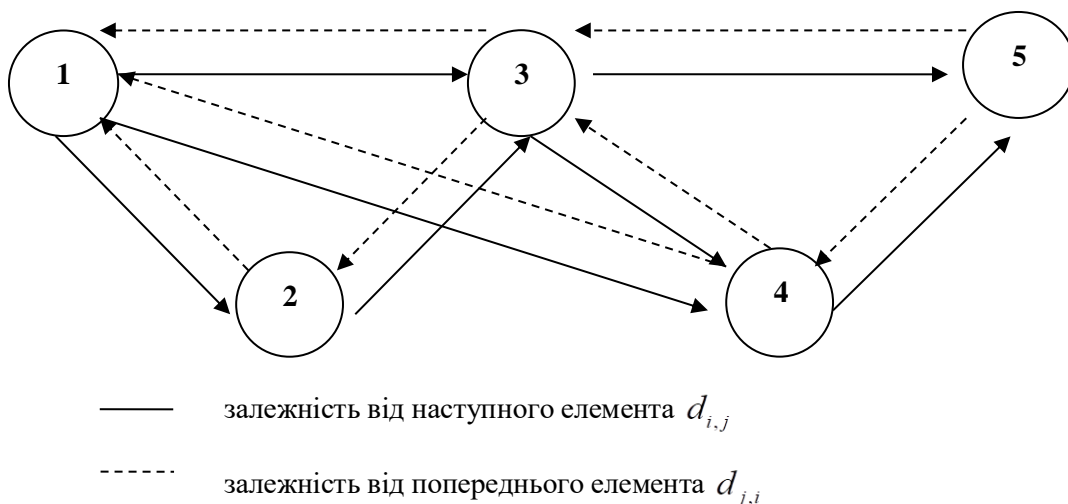 1
3
5
2
4
залежність від наступного елемента d_{i,j}
залежність від попереднього елемента d_{j,i}